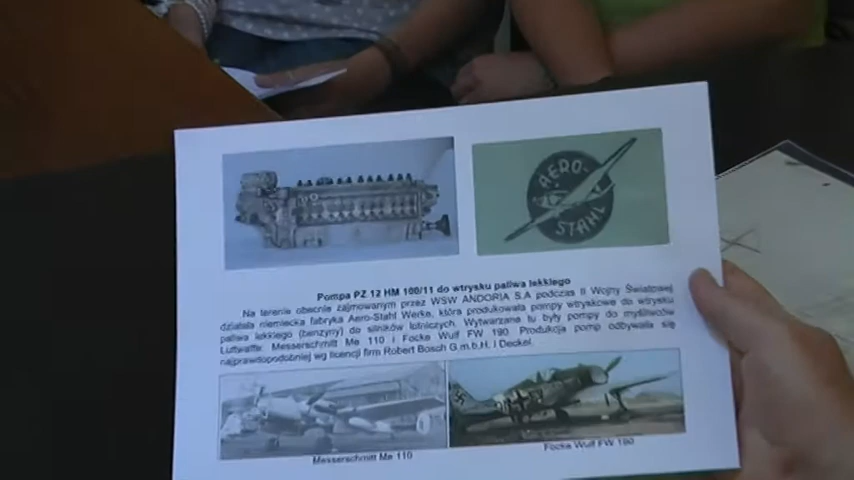 AERO-
STAHL
Pompa PZ 12 HM 100/11 do wtrysku paliwa lekkiego
Na terenie obecnie zajmowanym przez WSW ANDORIA S.A podczas II Wojny Światowej
działała niemiecka fabryka Aero-Stahl Werke, która produkowała pompy wtryskowe do wtrysku
paliwa lekkiego (benzyny) do silników lotniczych. Wytwarzane tu były pompy do myśliwców
Luftwaffe: Messerschmitt Me 110 i Focke Wulf FW 190. Produkcja pomp odbywała się
najprawdopodobniej wg licencji firm Robert Bosch G.m.b.H. i Deckel.
Messerschmitt Me 110
Focke Wulf FW 190